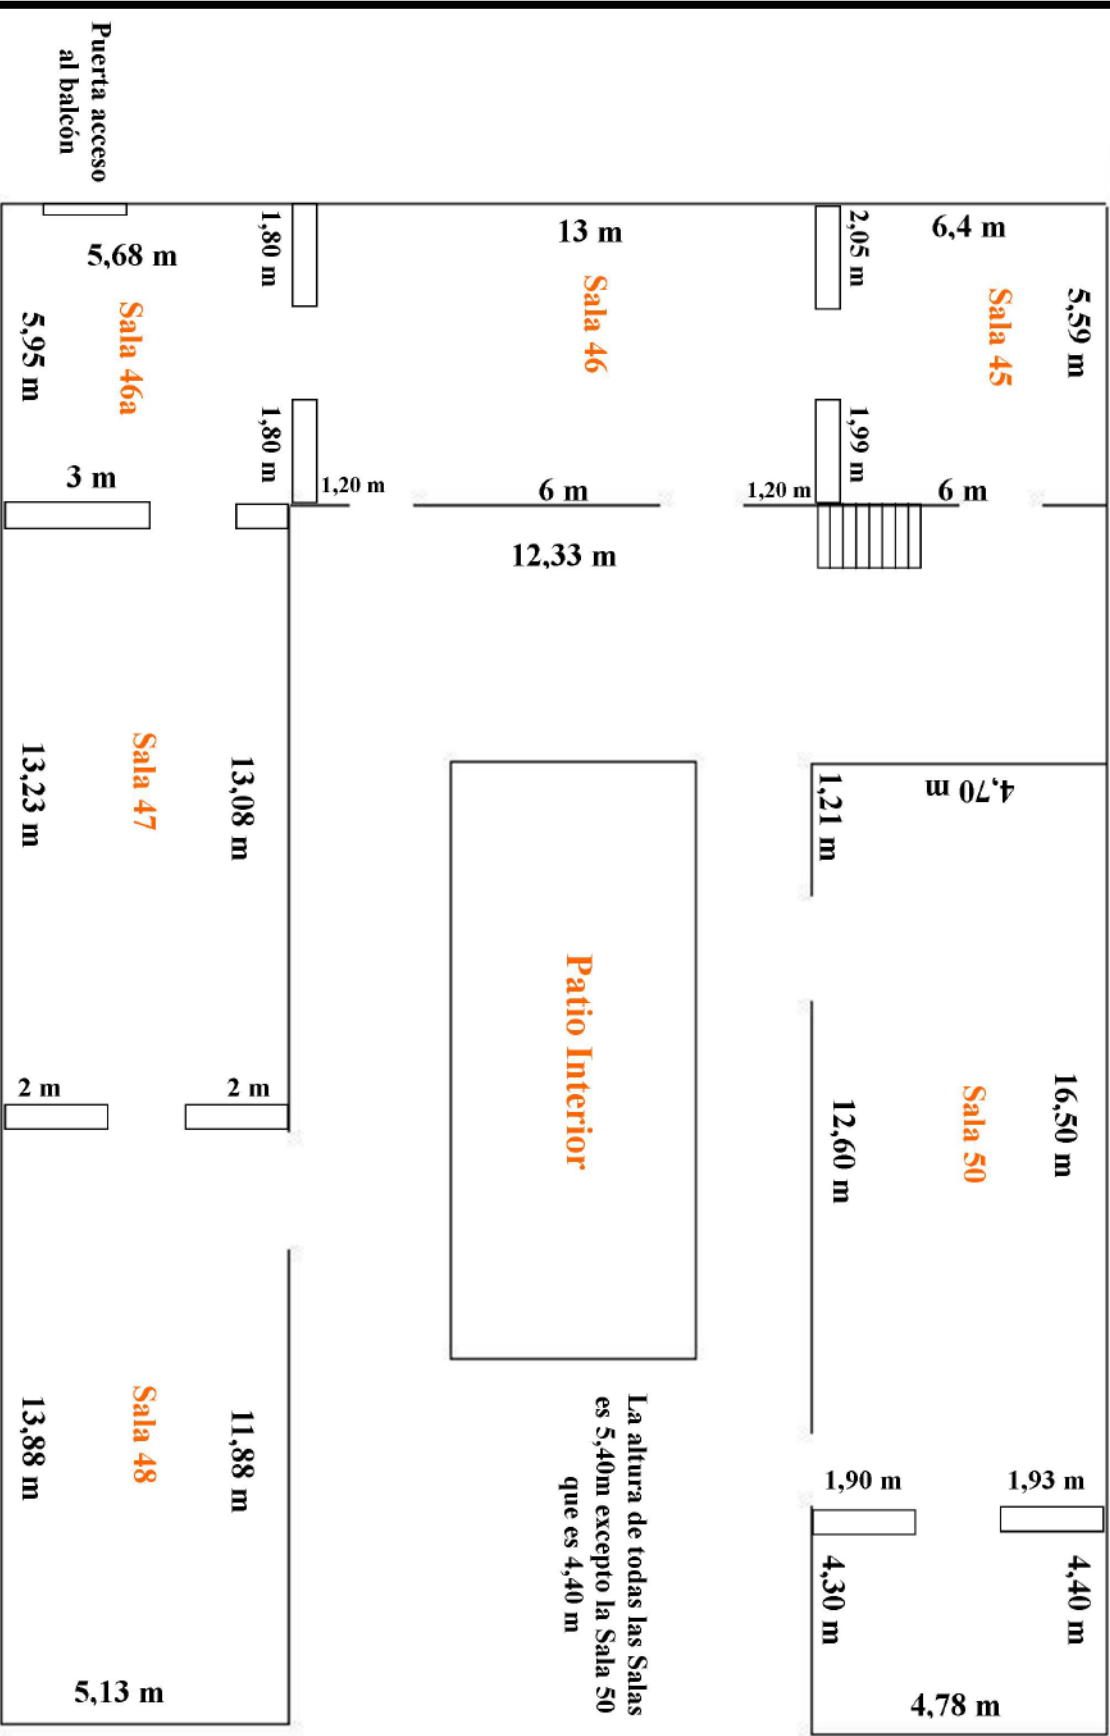 Puerta acceso
al balcón
5,68 m
1,80 m
13 m
2,05 m
6,4 m
5,95 m
Sala 46a
Sala 46
Sala 45
5,59 m
3 m
1,80 m
1,20 m
6 m
1,20 m
1,99 m
6 m
12,33 m
13,23 m
Sala 47
13,08 m
1,21 m
4,70 m
Patio Interior
2 m
2 m
12,60 m
Sala 50
16,50 m
13,88 m
Sala 48
11,88 m
La altura de todas las Salas
es 5,40m excepto la Sala 50
que es 4,40 m
1,90 m
1,93 m
4,30 m
4,40 m
5,13 m
4,78 m